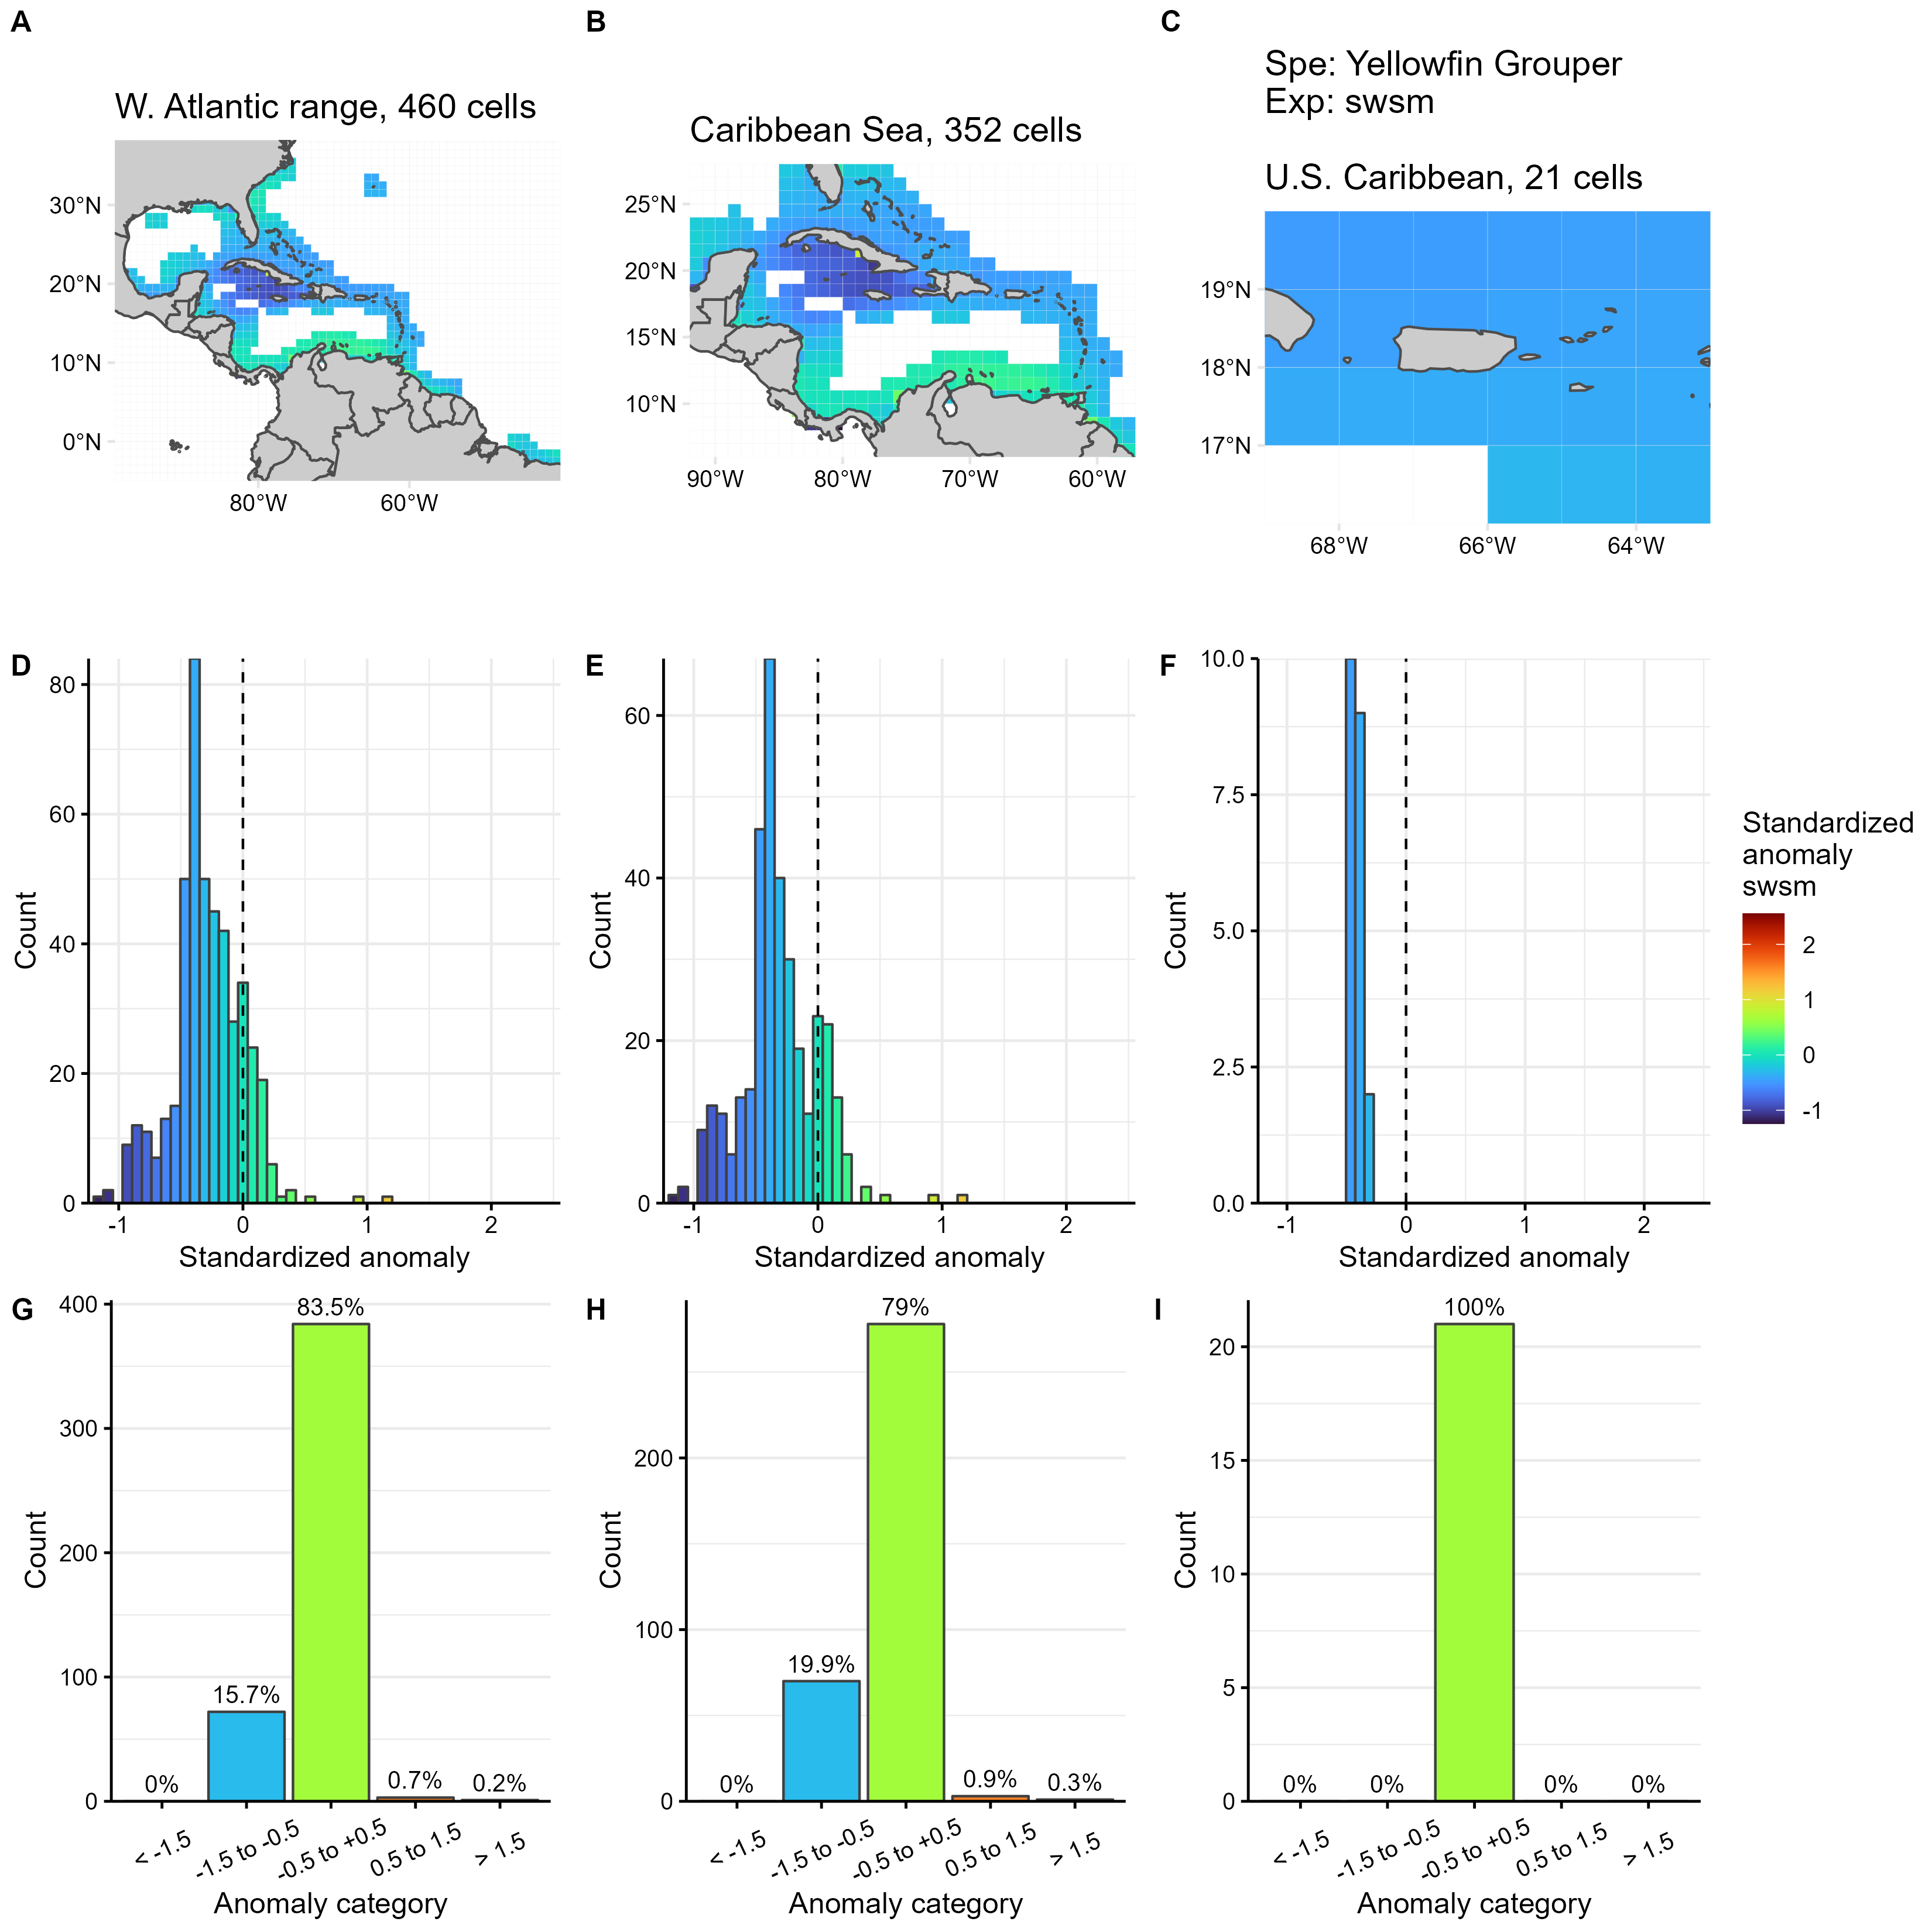 A
B
C
W. Atlantic range, 460 cells
Caribbean Sea, 352 cells
Spe: Yellowfin Grouper
Exp: swsm
U.S. Caribbean, 21 cells
30°N
20°N
10°N
0°N
80°W
60°W
25°N
20°N
15°N
10°N
90°W
80°W
70°W
60°W
19°N
18°N
17°N
68°W
66°W
64°W
D
80
60
40
20
0
Count
-1
0
1
2
Standardized anomaly
E
60
40
20
0
Count
-1
0
1
2
Standardized anomaly
F
10.0
7.5
5.0
2.5
0.0
Count
-1
0
1
2
Standardized anomaly
Standardized
anomaly
swsm
2
1
0
-1
G
400
300
200
100
0
Count
0%
15.7%
83.5%
0.7%
0.2%
< -1.5
-1.5 to -0.5
-0.5 to +0.5
0.5 to 1.5
> 1.5
Anomaly category
H
200
100
0
Count
0%
19.9%
79%
0.9%
0.3%
< -1.5
-1.5 to -0.5
-0.5 to +0.5
0.5 to 1.5
> 1.5
Anomaly category
I
20
15
10
5
0
Count
0%
0%
100%
0%
0%
< -1.5
-1.5 to -0.5
-0.5 to +0.5
0.5 to 1.5
> 1.5
Anomaly category